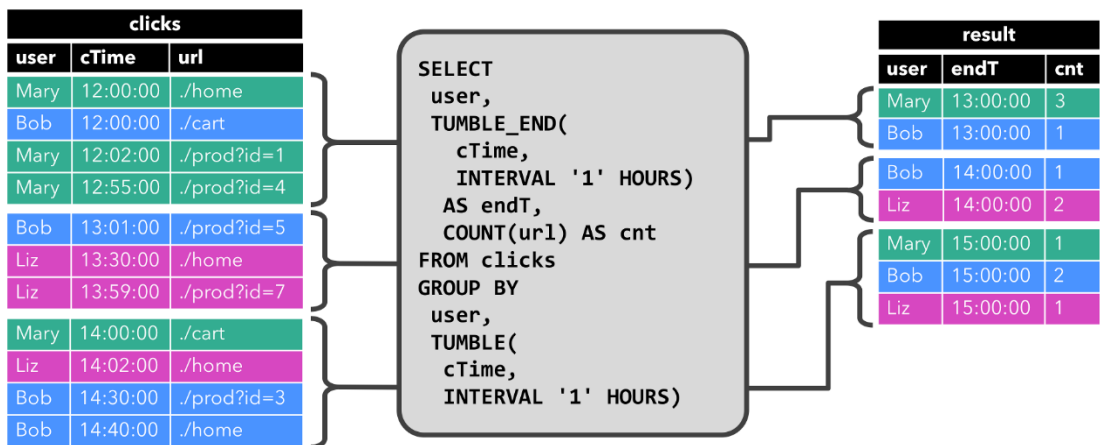 clicks
user cTime url
Mary 12:00:00 ./home
Bob 12:00:00 ./cart
Mary 12:02:00 ./prod?id=1
Mary 12:55:00 ./prod?id=4
Bob 13:01:00 ./prod?id=5
Liz 13:30:00 ./home
Liz 13:59:00 ./prod?id=7
Mary 14:00:00 ./cart
Liz 14:02:00 ./home
Bob 14:30:00 ./prod?id=3
Bob 14:40:00 ./home
SELECT
user,
TUMBLE_END(
cTime,
INTERVAL '1' HOURS)
AS endT,
COUNT(url) AS cnt
FROM clicks
GROUP BY
user,
TUMBLE(
cTime,
INTERVAL '1' HOURS)
result
user endT cnt
Mary 13:00:00 3
Bob 13:00:00 1
Bob 14:00:00 1
Liz 14:00:00 2
Mary 15:00:00 1
Bob 15:00:00 2
Liz 15:00:00 1